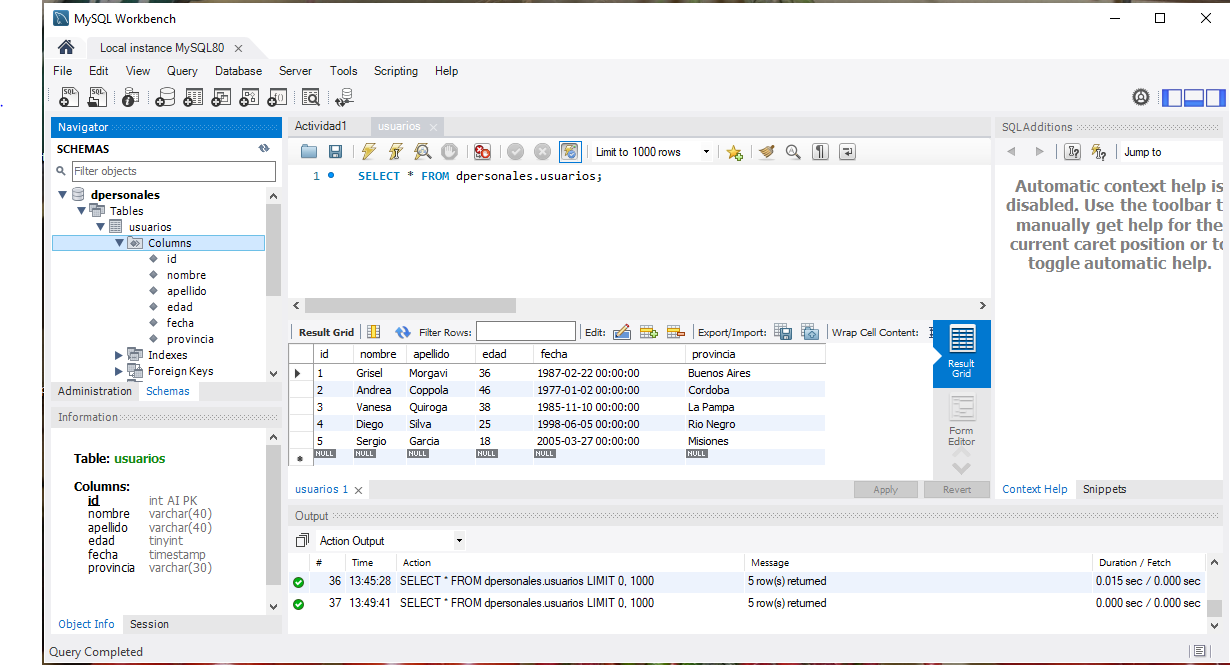 MySQL Workbench
Local instance MySQL80
File Edit View Query Database Server Tools Scripting Help
Navigator
SCHEMAS
Filter objects
dpersonales
Tables
usuarios
Columns
id
nombre
apellido
edad
fecha
provincia
Indexes
Foreign Keys
Administration Schemas
Information
Table: usuarios
Columns:
id int AI PK
nombre varchar(40)
apellido varchar(40)
edad tinyint
fecha timestamp
provincia varchar(30)
Object Info Session
Query Completed
Actividad1 usuarios
Limit to 1000 rows
1 SELECT * FROM dpersonales.usuarios;
Result Grid Filter Rows: Edit: Export/Import: Wrap Cell Content:
id nombre apellido edad fecha provincia
1 Grisel Morgavi 36 1987-02-22 00:00:00 Buenos Aires
2 Andrea Coppola 46 1977-01-02 00:00:00 Cordoba
3 Vanesa Quiroga 38 1985-11-10 00:00:00 La Pampa
4 Diego Silva 25 1998-06-05 00:00:00 Rio Negro
5 Sergio Garcia 18 2005-03-27 00:00:00 Misiones
NULL NULL NULL NULL NULL NULL
Result
Grid
Form
Editor
usuarios 1 Apply Revert
SQLAdditions
Jump to
Automatic context help is
disabled. Use the toolbar t
manually get help for the
current caret position or to
toggle automatic help.
Context Help Snippets
Output
Action Output
# Time Action Message Duration / Fetch
36 13:45:28 SELECT * FROM dpersonales.usuarios LIMIT 0, 1000 5 row(s) returned 0.015 sec / 0.000 sec
37 13:49:41 SELECT * FROM dpersonales.usuarios LIMIT 0, 1000 5 row(s) returned 0.000 sec / 0.000 sec